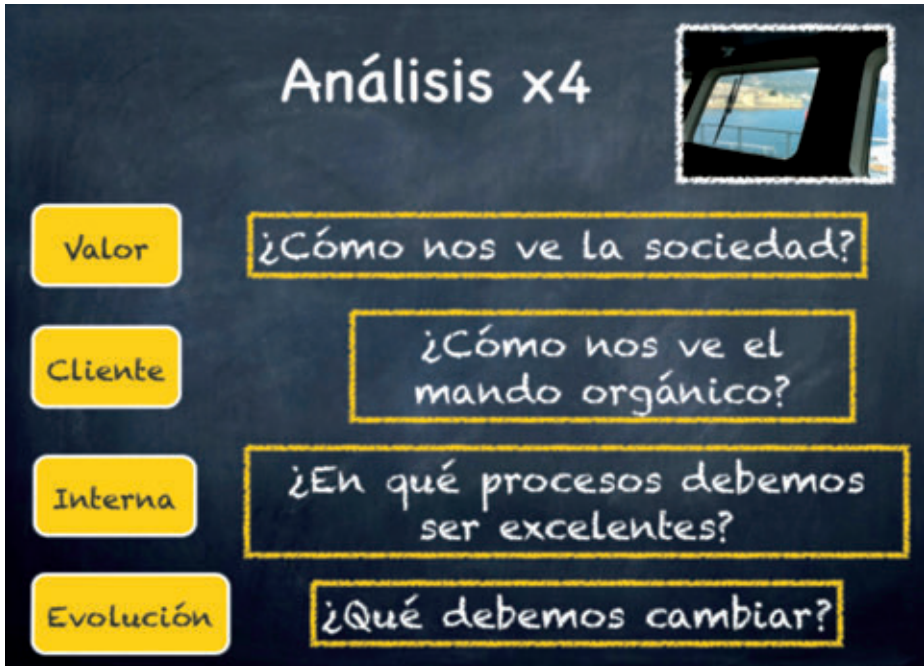 Análisis x4
Valor
¿Cómo nos ve la sociedad?
Cliente
¿Cómo nos ve el
mando orgánico?
Interna
¿En qué procesos debemos
ser excelentes?
Evolución
¿Qué debemos cambiar?